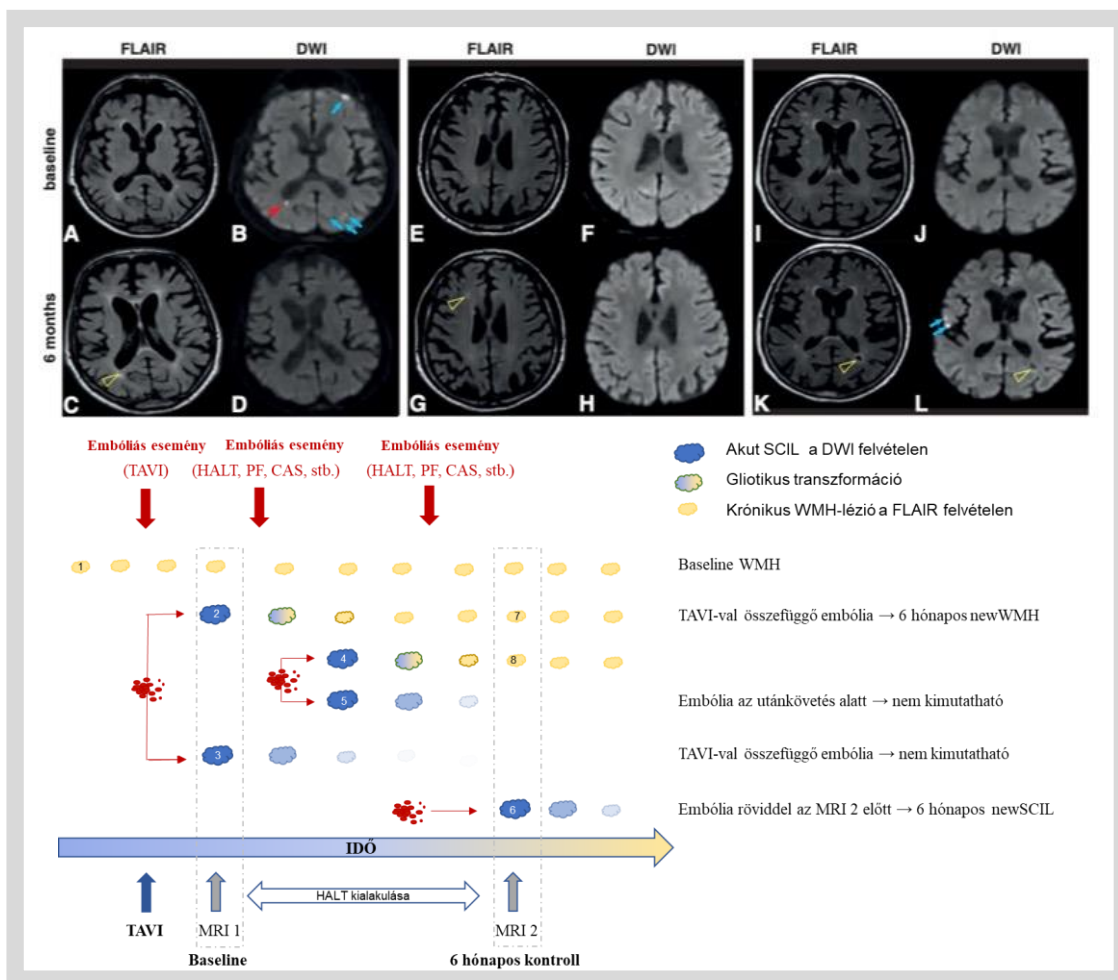 FLAIR DWI FLAIR DWI FLAIR DWI
baseline
A B E F I J
6 months
C D G H K L
Embóliás esemény
(TAVI)
Embóliás esemény
(HALT, PF, CAS, stb.)
Embóliás esemény
(HALT, PF, CAS, stb.)
Akut SCIL a DWI felvételen
Gliotikus transzformáció
Krónikus WMH-lézió a FLAIR felvételen
1
Baseline WMH
2
7
TAVI-val összefüggő embólia → 6 hónapos newWMH
4
8
5
Embólia az utánkövetés alatt → nem kimutatható
3
TAVI-val összefüggő embólia → nem kimutatható
6
Embólia röviddel az MRI 2 előtt → 6 hónapos newSCIL
IDŐ
HALT kialakulása
TAVI
MRI 1
MRI 2
Baseline
6 hónapos kontroll